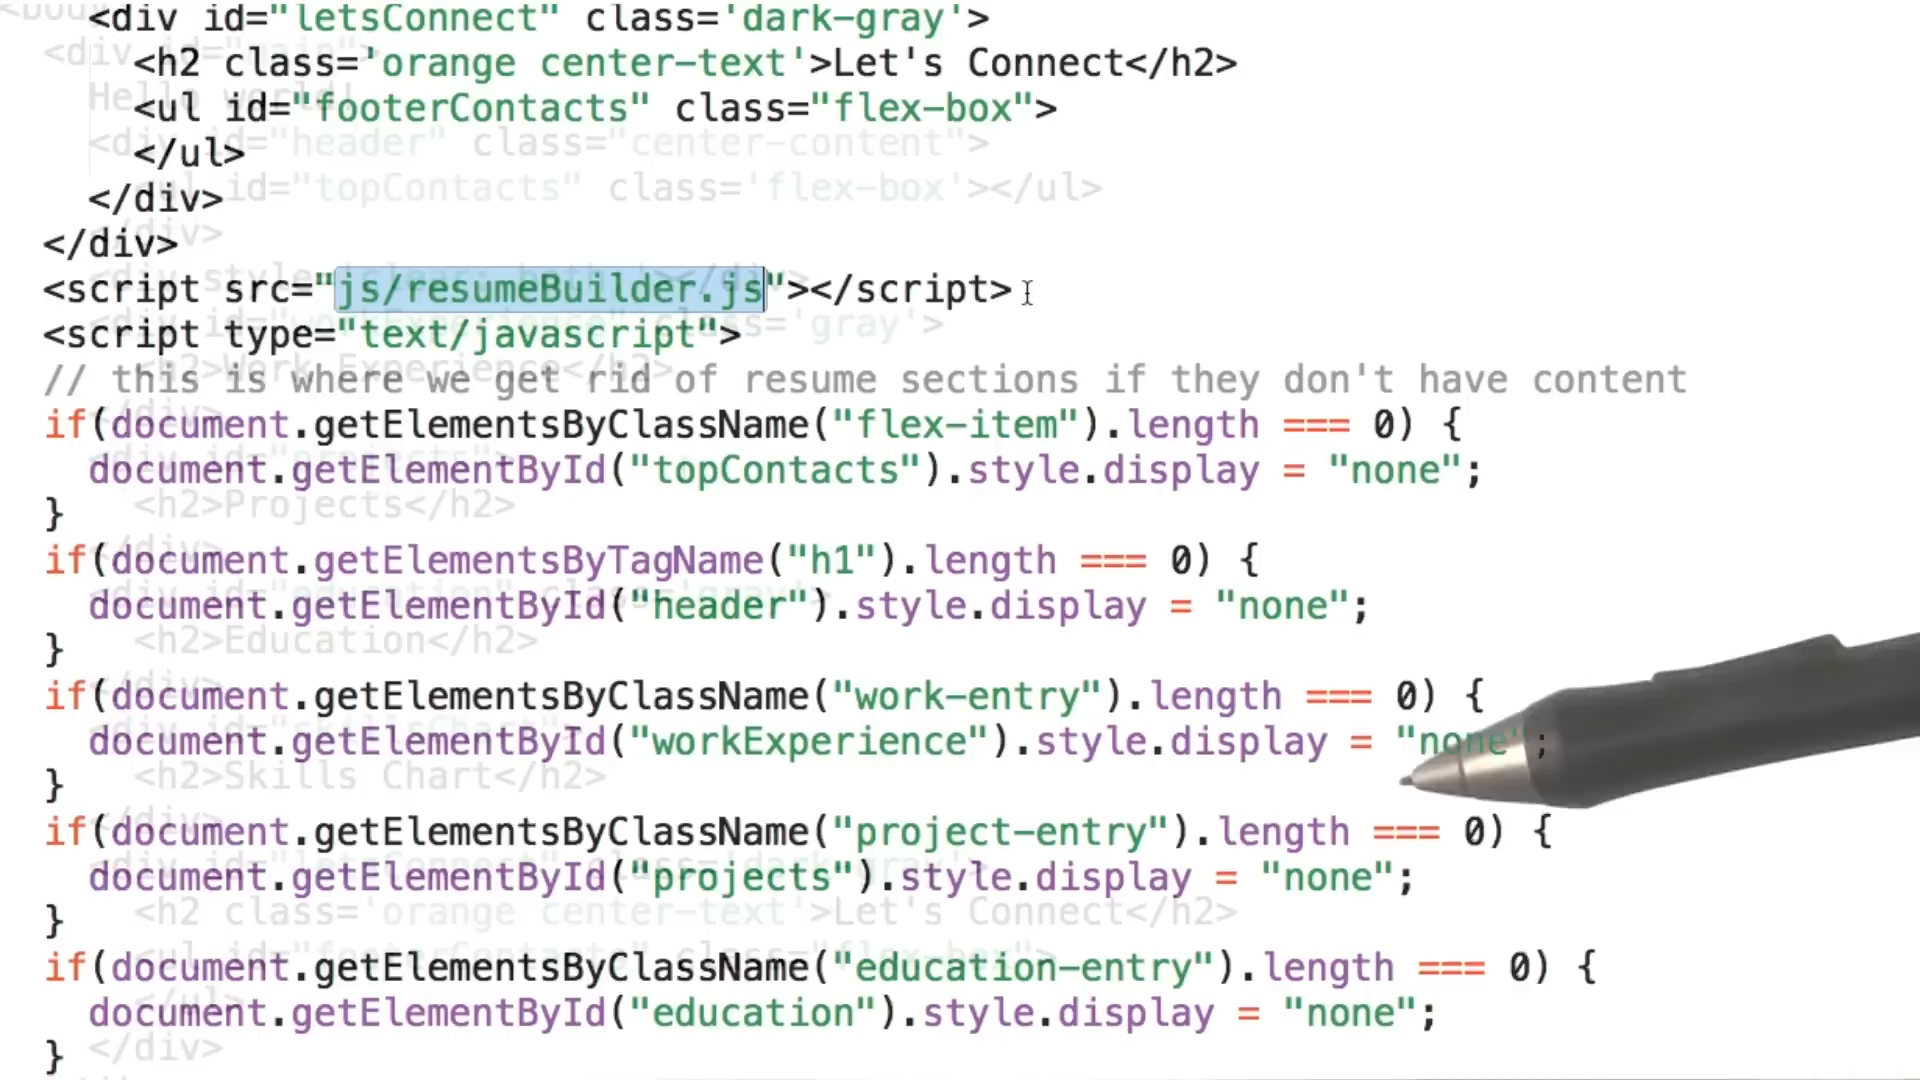 <div id="letsConnect" class='dark-gray'>
<h2 class='orange center-text'>Let's Connect</h2>
<ul id="footerContacts" class="flex-box">
</ul>
</div>
</div>
<script src="js/resumeBuilder.js"></script>
<script type="text/javascript">
// this is where we get rid of resume sections if they don't have content
if(document.getElementsByClassName("flex-item").length === 0) {
document.getElementById("topContacts").style.display = "none";
}
if(document.getElementsByTagName("h1").length === 0) {
document.getElementById("header").style.display = "none";
}
if(document.getElementsByClassName("work-entry").length === 0) {
document.getElementById("workExperience").style.display = "none";
}
if(document.getElementsByClassName("project-entry").length === 0) {
document.getElementById("projects").style.display = "none";
}
if(document.getElementsByClassName("education-entry").length === 0) {
document.getElementById("education").style.display = "none";
}